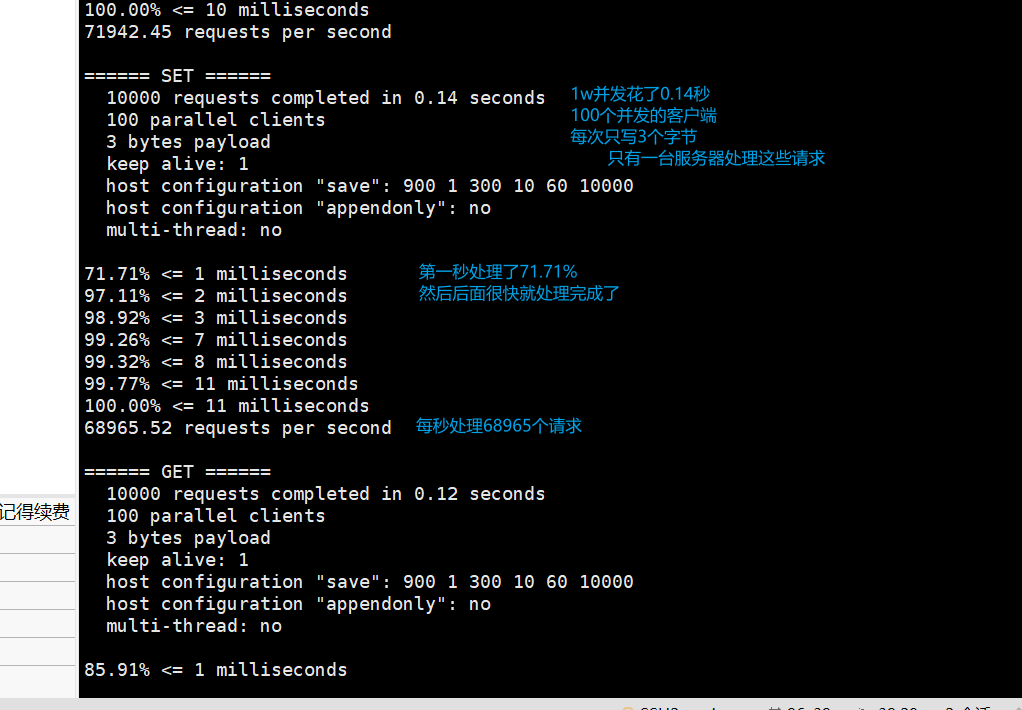 100.00% <= 10 milliseconds
71942.45 requests per second
====== SET ======
10000 requests completed in 0.14 seconds 1w并发花了0.14秒
100 parallel clients 100个并发的客户端
3 bytes payload 每次只写3个字节
keep alive: 1 只有一台服务器处理这些请求
host configuration "save": 900 1 300 10 60 10000
host configuration "appendonly": no
multi-thread: no
71.71% <= 1 milliseconds 第一秒处理了71.71%
97.11% <= 2 milliseconds 然后后面很快就处理完成了
98.92% <= 3 milliseconds
99.26% <= 7 milliseconds
99.32% <= 8 milliseconds
99.77% <= 11 milliseconds
100.00% <= 11 milliseconds
68965.52 requests per second 每秒处理68965个请求
====== GET ======
10000 requests completed in 0.12 seconds
记得续费
100 parallel clients
3 bytes payload
keep alive: 1
host configuration "save": 900 1 300 10 60 10000
host configuration "appendonly": no
multi-thread: no
85.91% <= 1 milliseconds